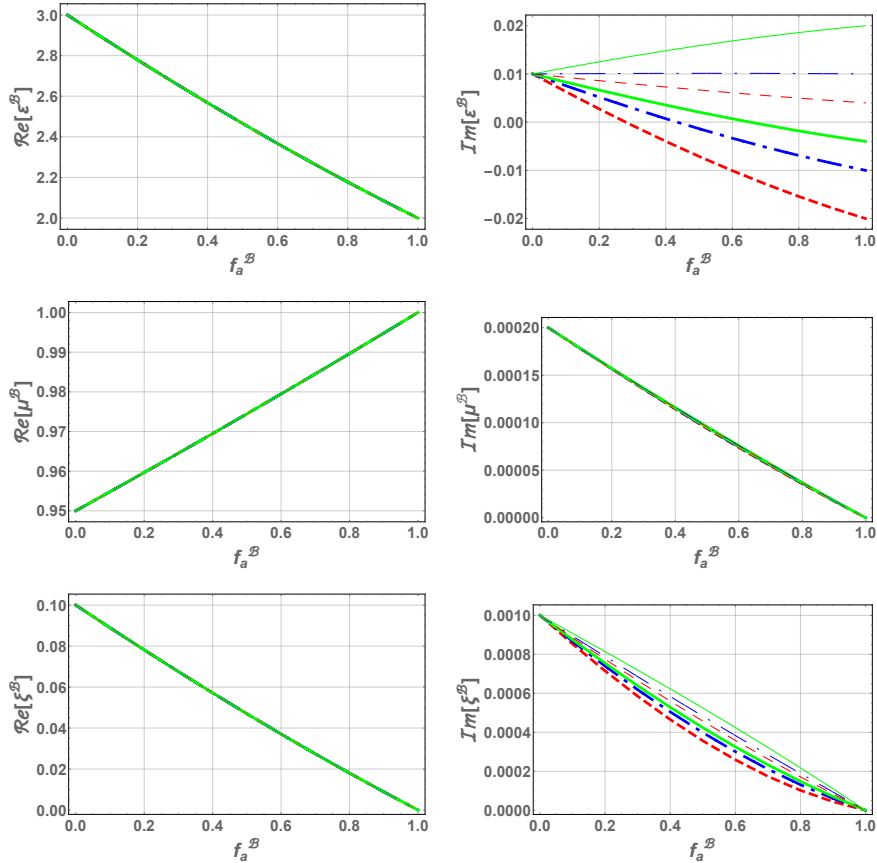 Re[ε^B]
3.0
2.8
2.6
2.4
2.2
2.0
0.0 0.2 0.4 0.6 0.8 1.0
f_a^B
Im[ε^B]
0.02
0.01
0.00
−0.01
−0.02
0.0 0.2 0.4 0.6 0.8 1.0
f_a^B
Re[μ^B]
1.00
0.99
0.98
0.97
0.96
0.95
0.0 0.2 0.4 0.6 0.8 1.0
f_a^B
Im[μ^B]
0.00020
0.00015
0.00010
0.00005
0.00000
0.0 0.2 0.4 0.6 0.8 1.0
f_a^B
Re[ξ^B]
0.10
0.08
0.06
0.04
0.02
0.00
0.0 0.2 0.4 0.6 0.8 1.0
f_a^B
Im[ξ^B]
0.0010
0.0008
0.0006
0.0004
0.0002
0.0000
0.0 0.2 0.4 0.6 0.8 1.0
f_a^B